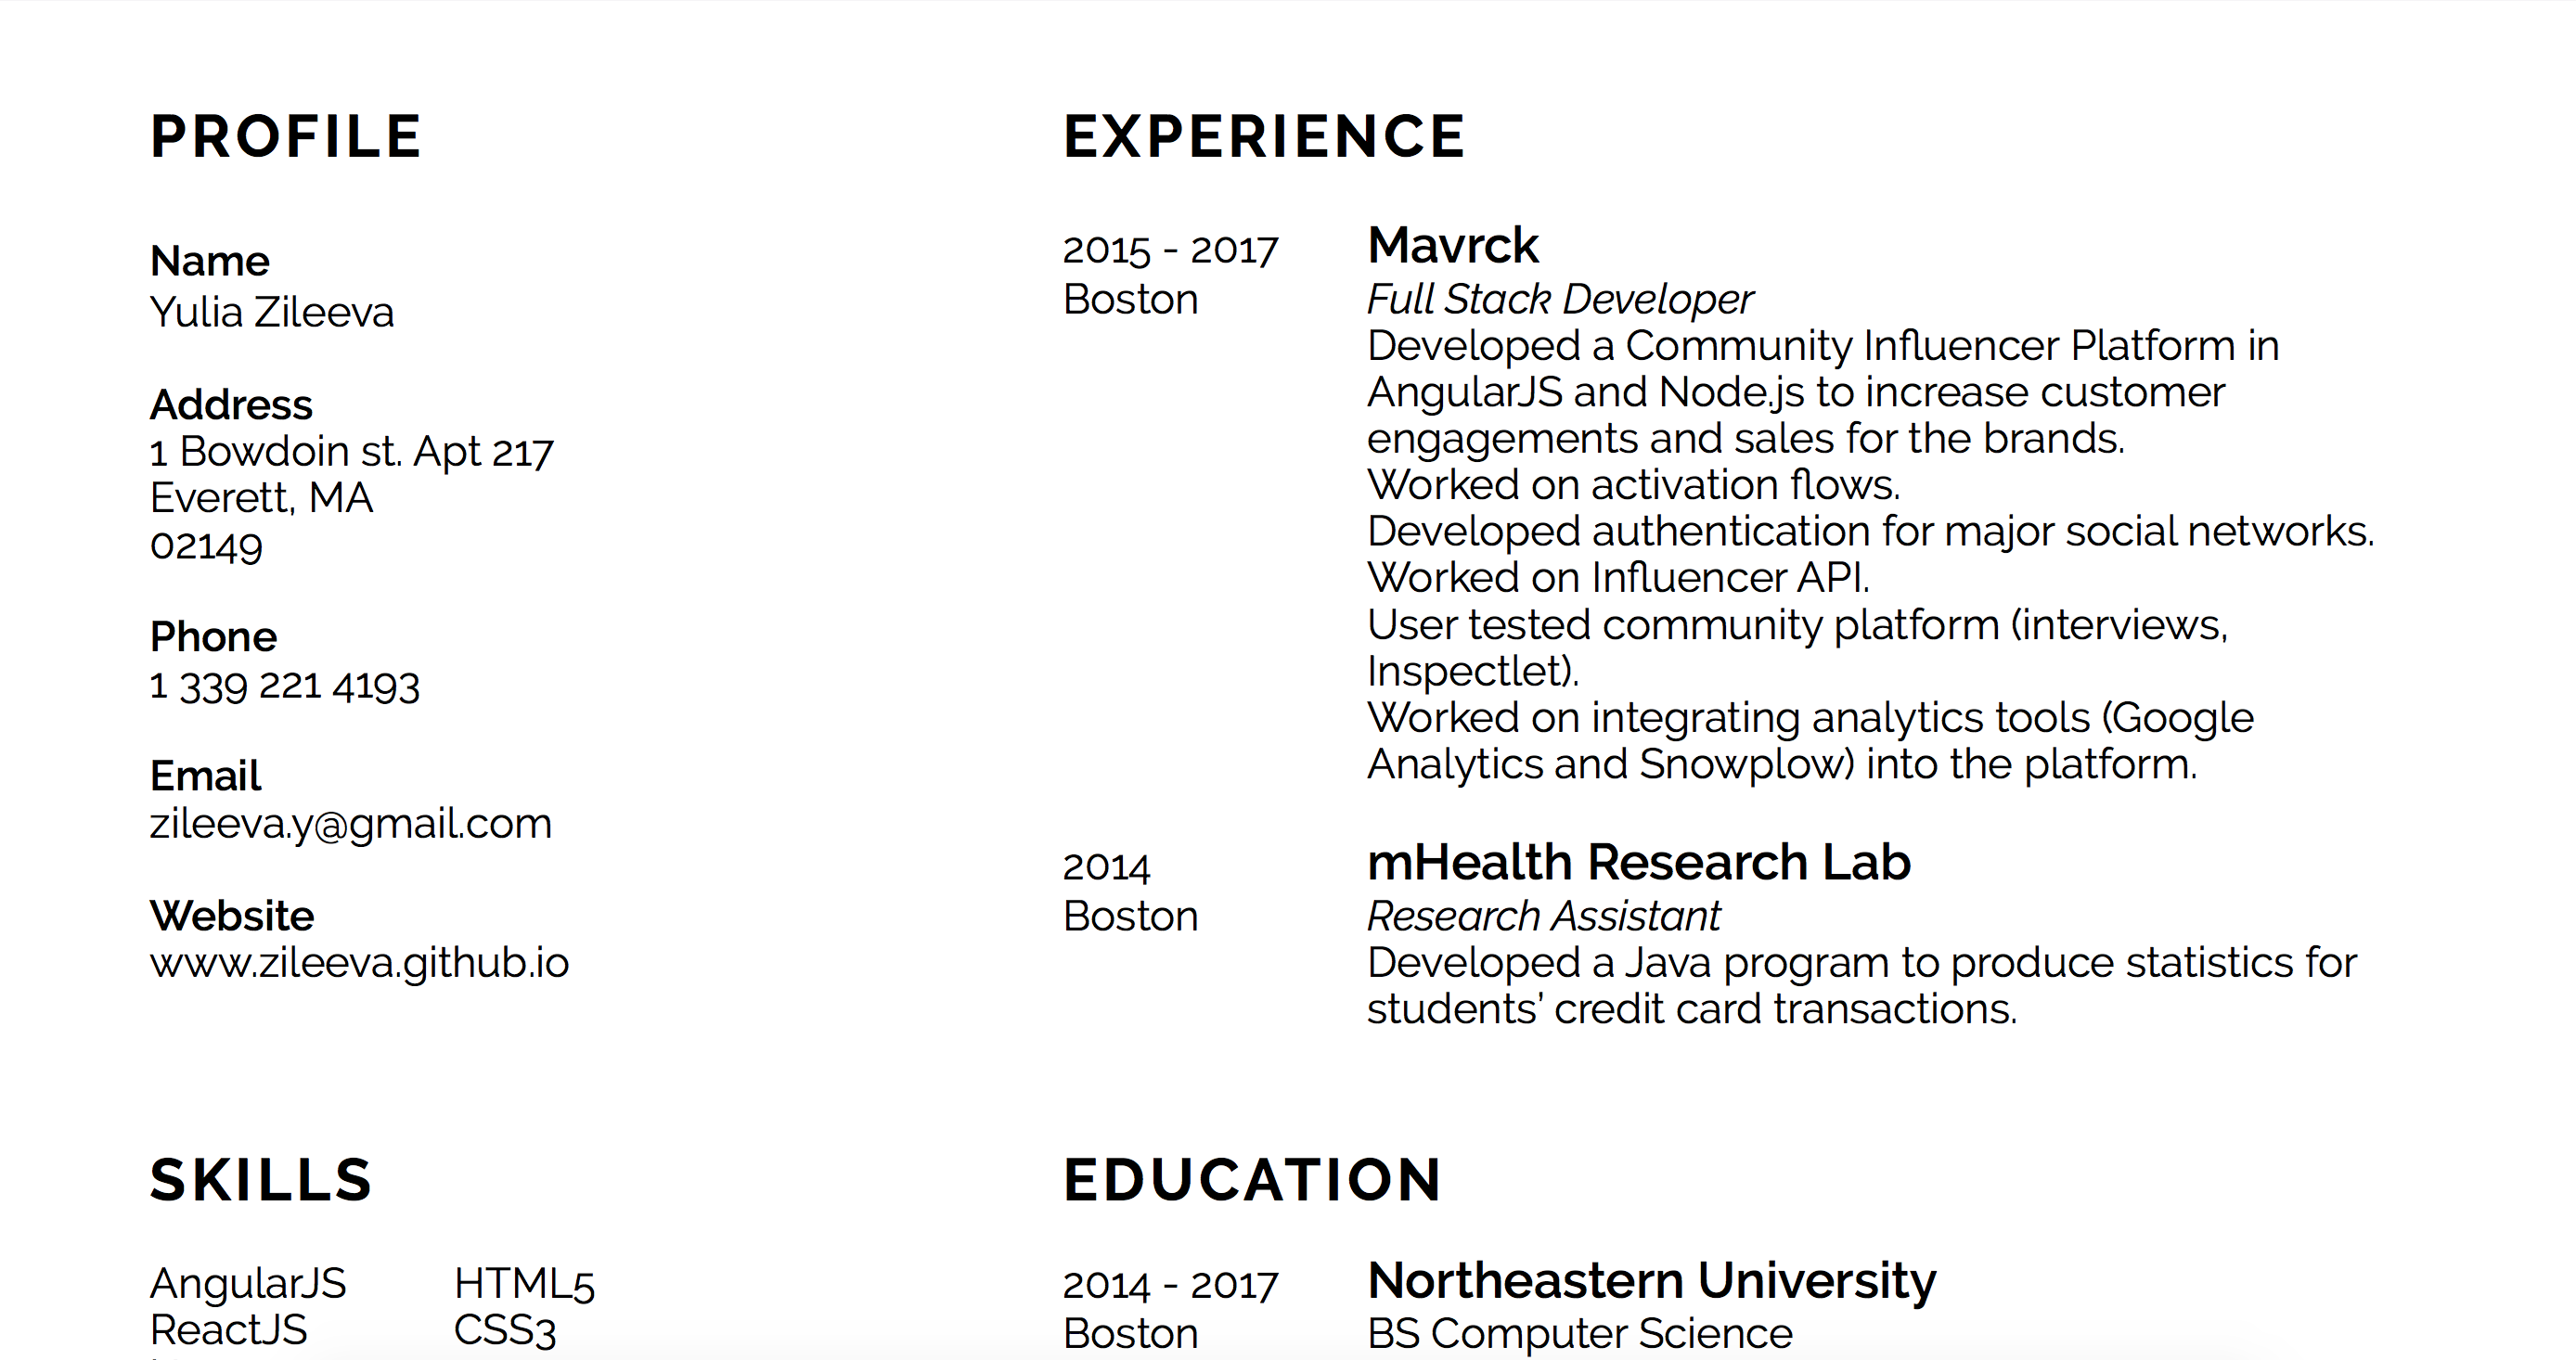 PROFILE
Name
Yulia Zileeva
Address
1 Bowdoin st. Apt 217
Everett, MA
02149
Phone
1 339 221 4193
Email
zileeva.y@gmail.com
Website
www.zileeva.github.io
EXPERIENCE
2015 - 2017
Boston
Mavrck
Full Stack Developer
Developed a Community Influencer Platform in
AngularJS and Node.js to increase customer
engagements and sales for the brands.
Worked on activation flows.
Developed authentication for major social networks.
Worked on Influencer API.
User tested community platform (interviews,
Inspectlet).
Worked on integrating analytics tools (Google
Analytics and Snowplow) into the platform.
2014
Boston
mHealth Research Lab
Research Assistant
Developed a Java program to produce statistics for
students’ credit card transactions.
SKILLS
AngularJS
ReactJS
HTML5
CSS3
EDUCATION
2014 - 2017
Boston
Northeastern University
BS Computer Science